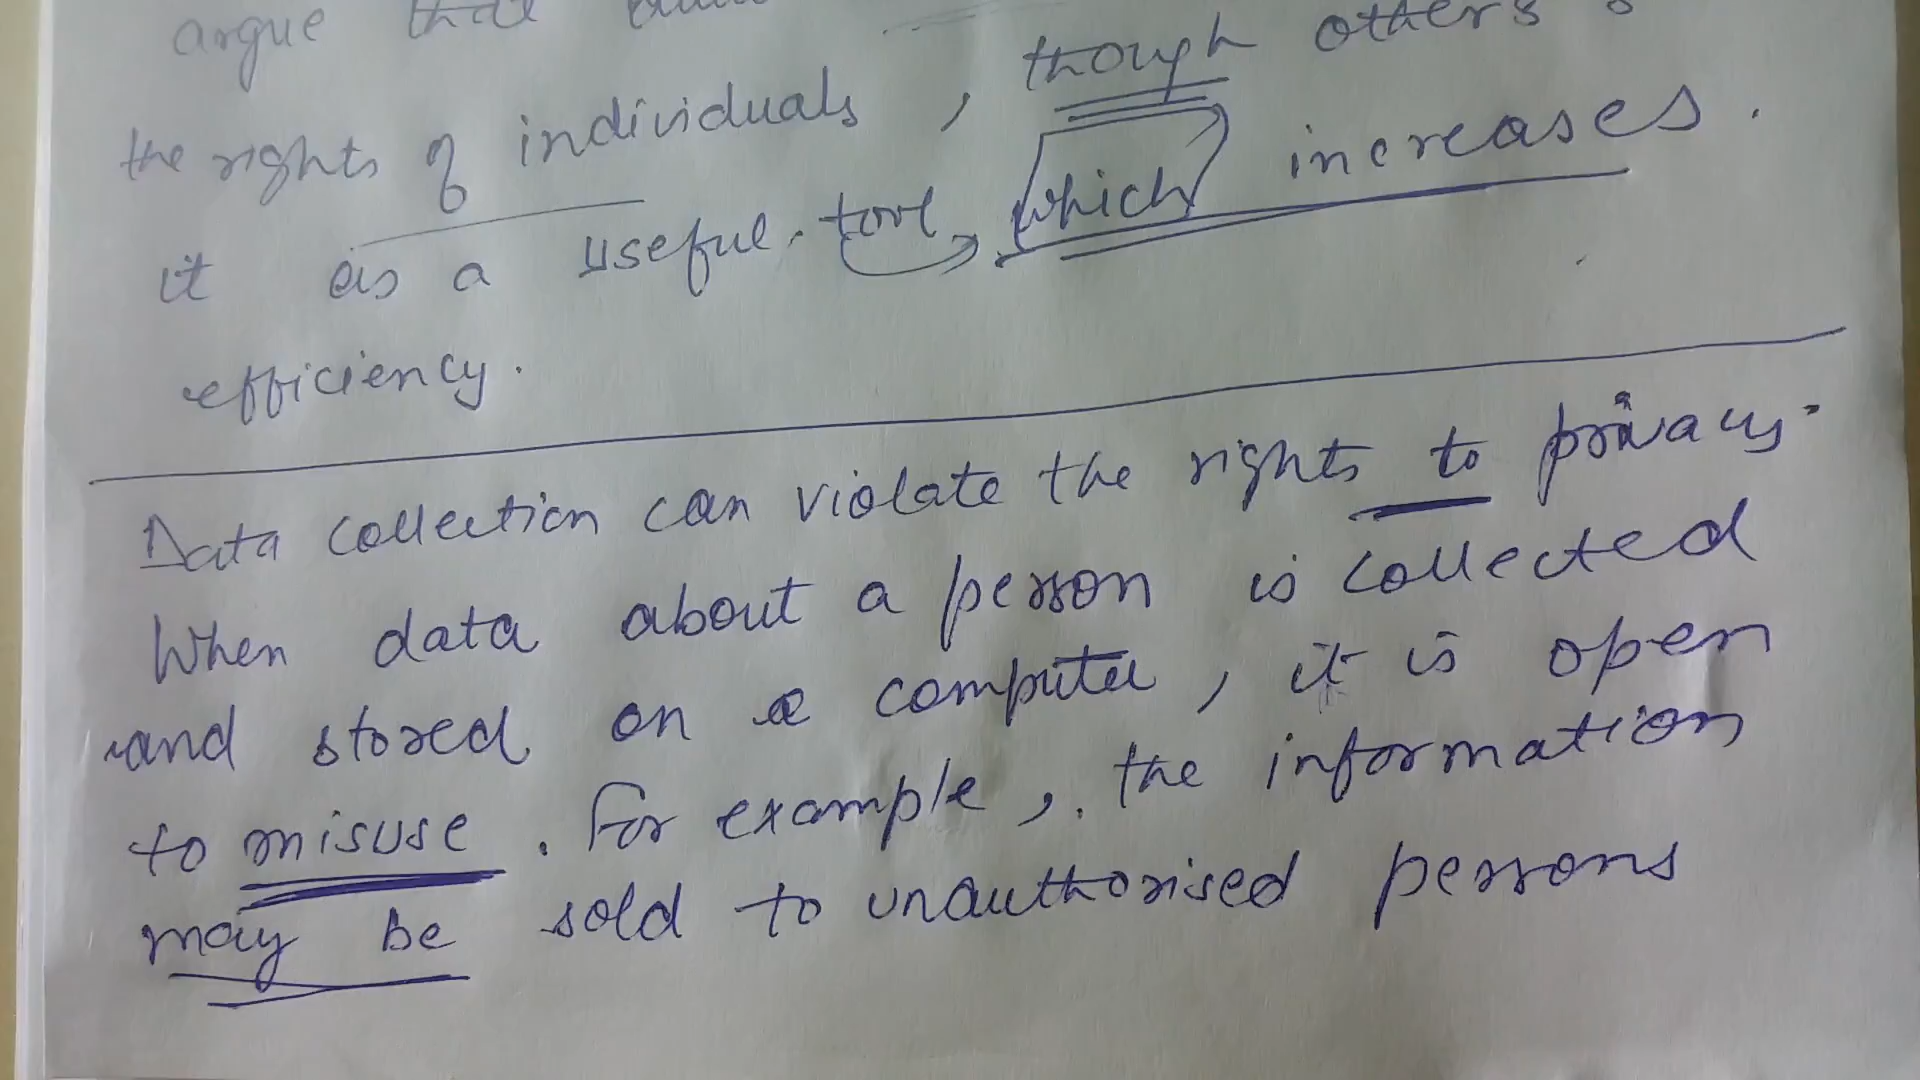 argue that
the rights of individuals, though others
it as a useful tool which increases.
efficiency.
Data collection can violate the rights to privacy.
When data about a person is collected
and stored on a computer, it is open
to misuse. For example, the information
may be sold to unauthorised persons